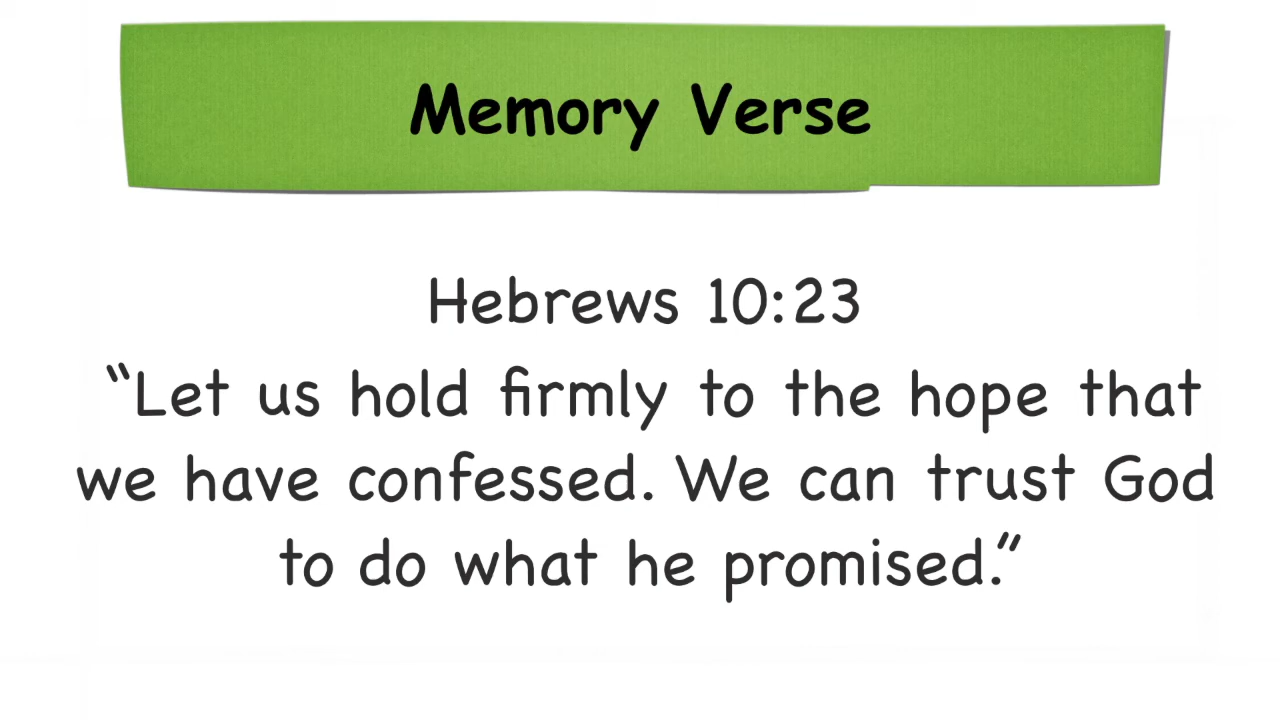 Memory Verse
Hebrews 10:23
“Let us hold firmly to the hope that
we have confessed. We can trust God
to do what he promised.”